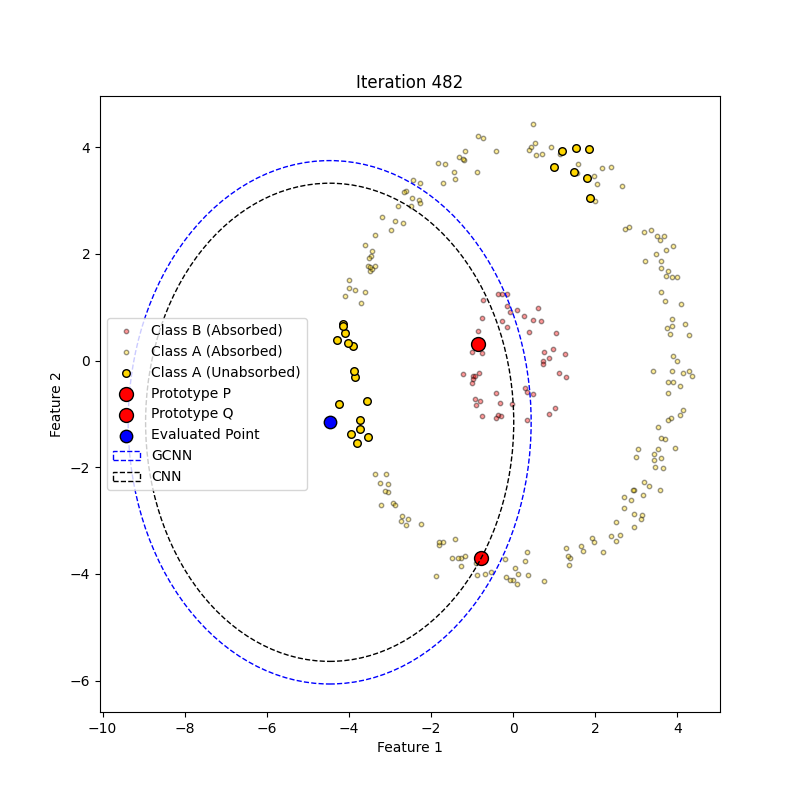 Iteration 482
Feature 2
4
2
0
−2
−4
−6
Class B (Absorbed)
Class A (Absorbed)
Class A (Unabsorbed)
Prototype P
Prototype Q
Evaluated Point
GCNN
CNN
−10 −8 −6 −4 −2 0 2 4
Feature 1